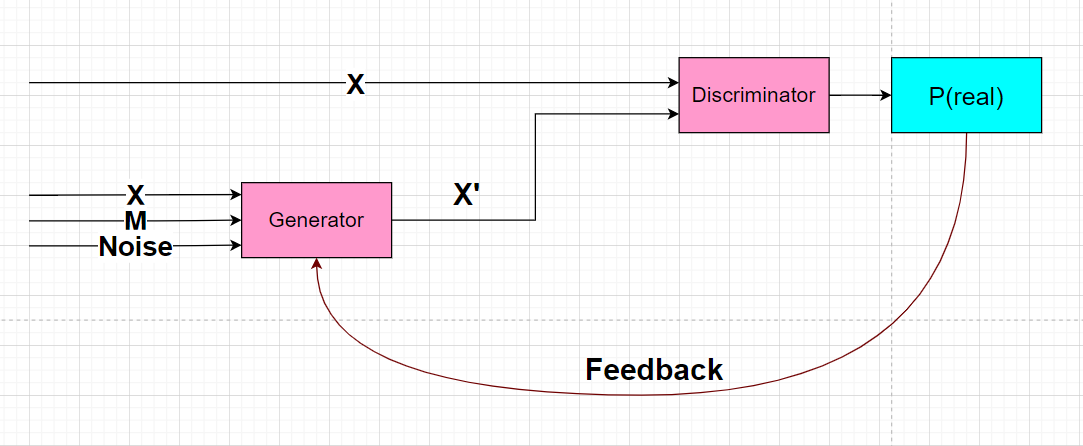 X
Discriminator
P(real)
X
M
Noise
Generator
X'
Feedback